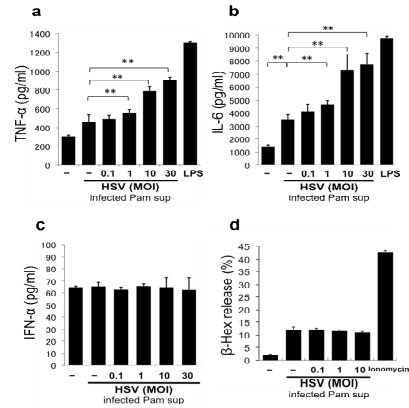 a
TNF-α (pg/ml)
1400
1200
1000
800
600
400
200
0
**
**
**
– – 0.1 1 10 30 LPS
HSV (MOI)
infected Pam sup
b
IL-6 (pg/ml)
10000
9000
8000
7000
6000
5000
4000
3000
2000
1000
0
**
**
** **
– – 0.1 1 10 30 LPS
HSV (MOI)
infected Pam sup
c
IFN-α (pg/ml)
100
90
80
70
60
50
40
30
20
10
0
– – 0.1 1 10 30
HSV (MOI)
infected Pam sup
d
β-Hex release (%)
45
40
35
30
25
20
15
10
5
0
– – 0.1 1 10 Ionomycin
HSV (MOI)
infected Pam sup